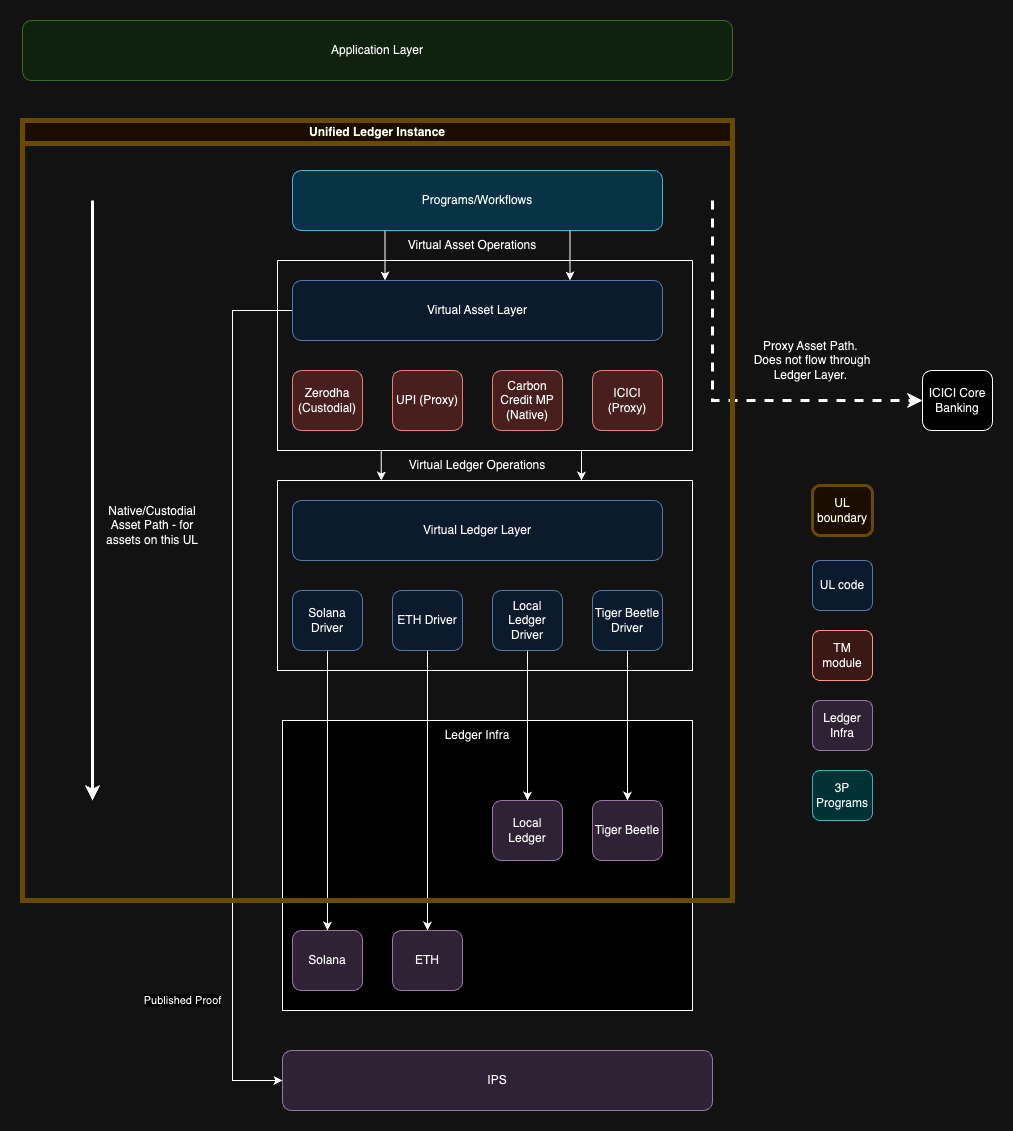 Application Layer
Unified Ledger Instance
Programs/Workflows
Virtual Asset Operations
Virtual Asset Layer
Zerodha
(Custodial)
UPI (Proxy)
Carbon
Credit MP
(Native)
ICICI
(Proxy)
Proxy Asset Path.
Does not flow through
Ledger Layer.
ICICI Core
Banking
Virtual Ledger Operations
Native/Custodial
Asset Path - for
assets on this UL
Virtual Ledger Layer
Solana
Driver
ETH Driver
Local
Ledger
Driver
Tiger Beetle
Driver
UL
boundary
UL code
TM
module
Ledger
Infra
3P
Programs
Ledger Infra
Local
Ledger
Tiger Beetle
Solana
ETH
Published Proof
IPS